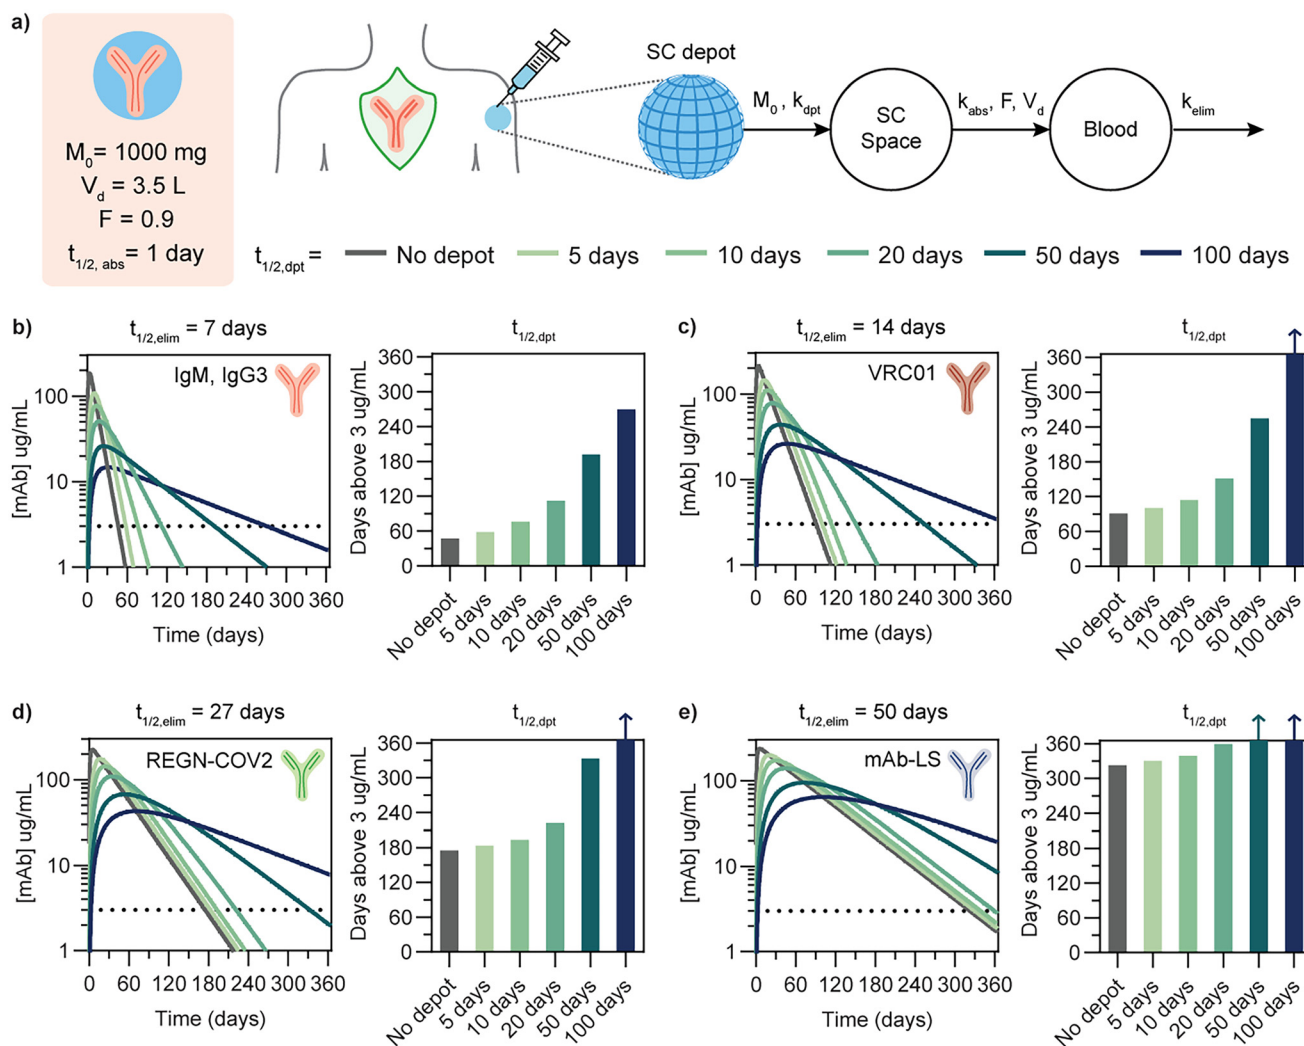 a)
M0 = 1000 mg
Vd = 3.5 L
F = 0.9
t1/2, abs = 1 day
SC depot
M0 , kdpt
SC
Space
kabs, F, Vd
Blood
kelim
t1/2,dpt =
No depot
5 days
10 days
20 days
50 days
100 days
b)
t1/2,elim = 7 days
IgM, IgG3
[mAb] ug/mL
100
10
1
0 60 120 180 240 300 360
Time (days)
t1/2,dpt
Days above 3 ug/mL
360
300
240
180
120
60
0
No depot
5 days
10 days
20 days
50 days
100 days
c)
t1/2,elim = 14 days
VRC01
[mAb] ug/mL
100
10
1
0 60 120 180 240 300 360
Time (days)
t1/2,dpt
Days above 3 ug/mL
360
300
240
180
120
60
0
No depot
5 days
10 days
20 days
50 days
100 days
d)
t1/2,elim = 27 days
REGN-COV2
[mAb] ug/mL
100
10
1
0 60 120 180 240 300 360
Time (days)
t1/2,dpt
Days above 3 ug/mL
360
300
240
180
120
60
0
No depot
5 days
10 days
20 days
50 days
100 days
e)
t1/2,elim = 50 days
mAb-LS
[mAb] ug/mL
100
10
1
0 60 120 180 240 300 360
Time (days)
t1/2,dpt
Days above 3 ug/mL
360
300
240
180
120
60
0
No depot
5 days
10 days
20 days
50 days
100 days